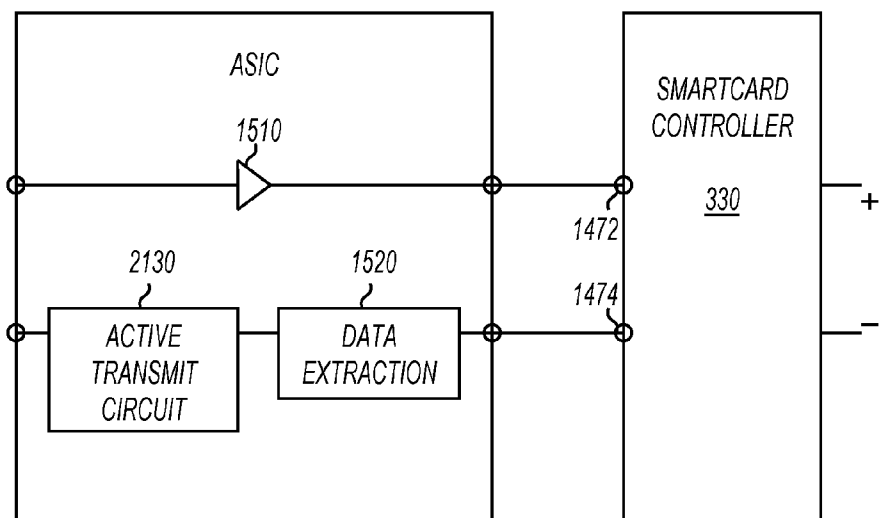 ASIC
1510
SMARTCARD
CONTROLLER
330
+
1472
2130
1520
1474
ACTIVE
TRANSMIT
CIRCUIT
DATA
EXTRACTION
−